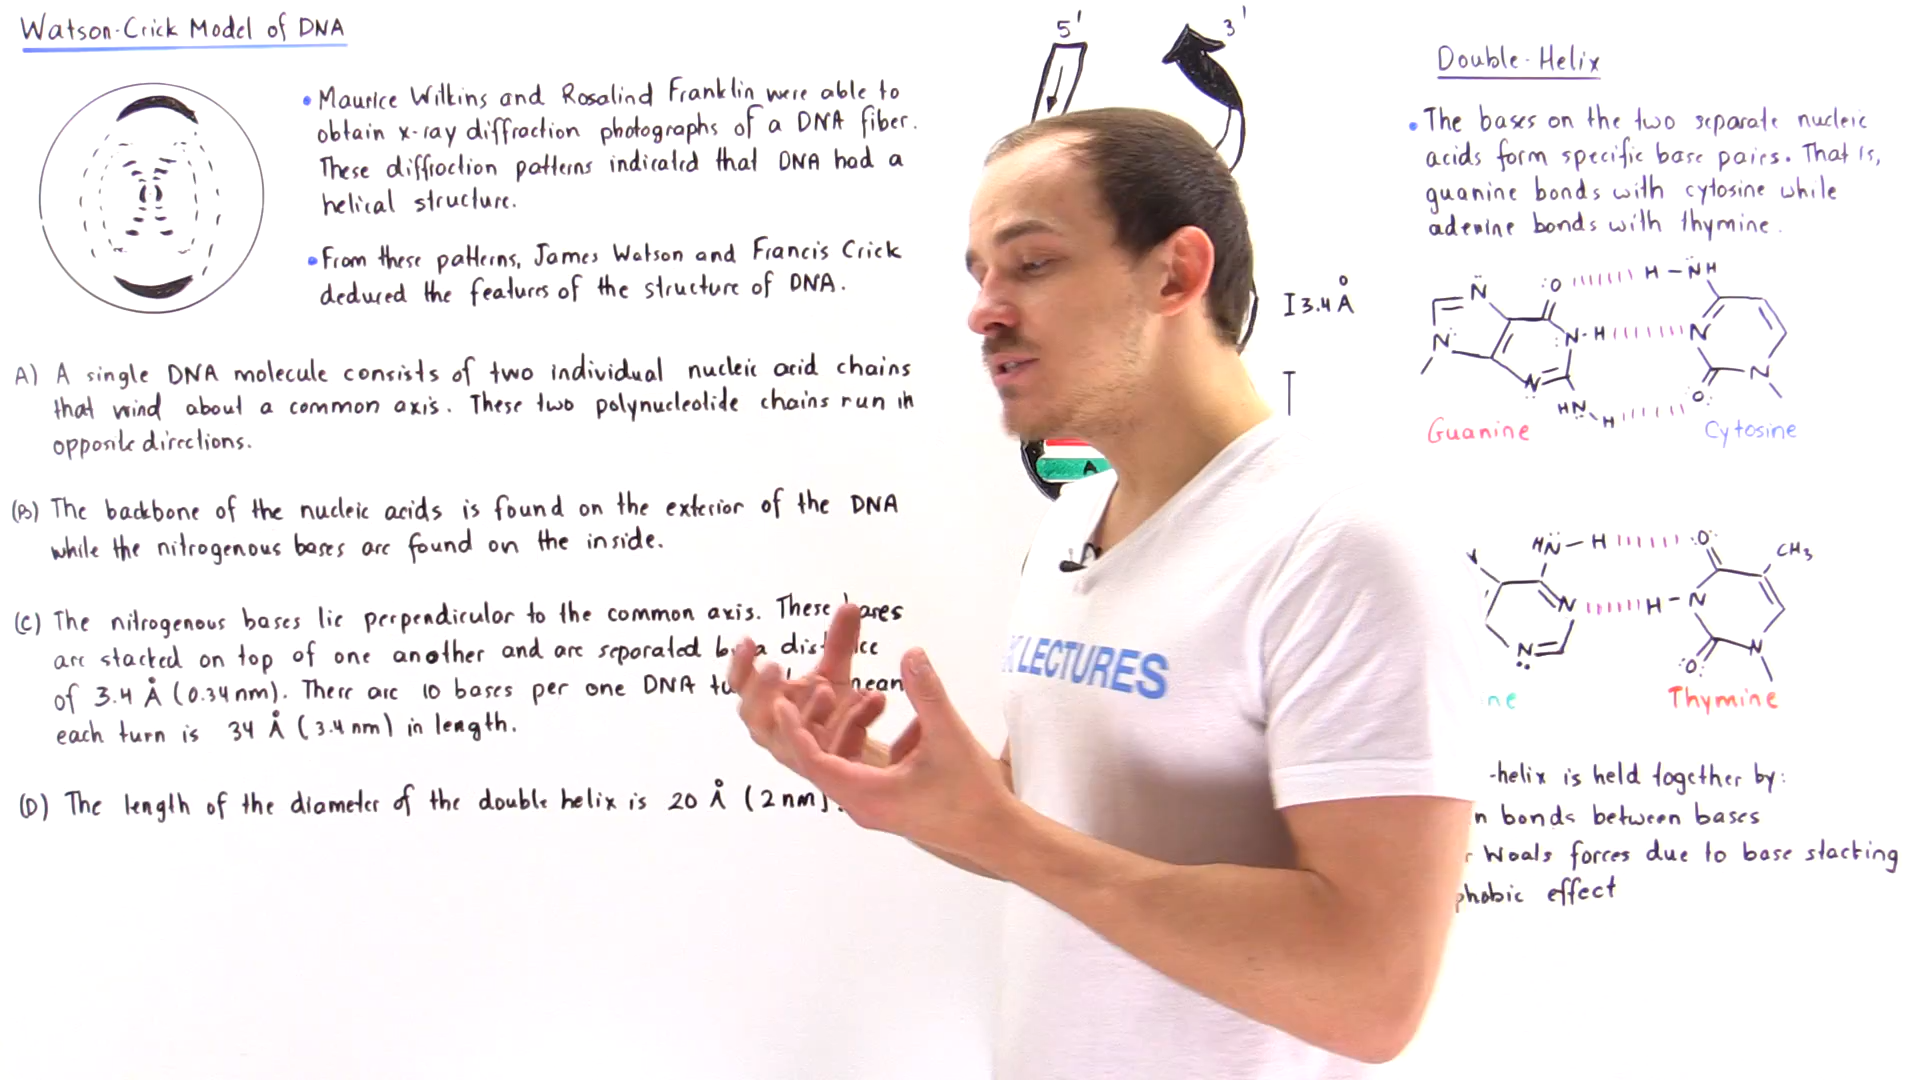 Watson-Crick Model of DNA
• Maurice Wilkins and Rosalind Franklin were able to
obtain x-ray diffraction photographs of a DNA fiber.
These diffraction patterns indicated that DNA had a
helical structure.
• From these patterns, James Watson and Francis Crick
deduced the features of the structure of DNA.
A) A single DNA molecule consists of two individual nucleic acid chains
that wind about a common axis. These two polynucleotide chains run in
opposite directions.
(B) The backbone of the nucleic acids is found on the exterior of the DNA
while the nitrogenous bases are found on the inside.
(C) The nitrogenous bases lie perpendicular to the common axis. These bases
are stacked on top of one another and are separated by a distance
of 3.4 Å (0.34nm). There are 10 bases per one DNA
each turn is 34 Å (3.4 nm) in length.
(D) The length of the diameter of the double helix is 20 Å (2nm).
5'
3'
I 3.4 Å
A
LECTURES
Double-Helix
• The bases on the two separate nucleic
acids form specific base pairs. That is,
guanine bonds with cytosine while
adenine bonds with thymine.
O H-NH
N
N N-H N
N HN H O N
Guanine Cytosine
HN-H O CH3
N H-N
N O N
ne Thymine
-helix is held together by:
n bonds between bases
r Waals forces due to base stacking
phobic effect